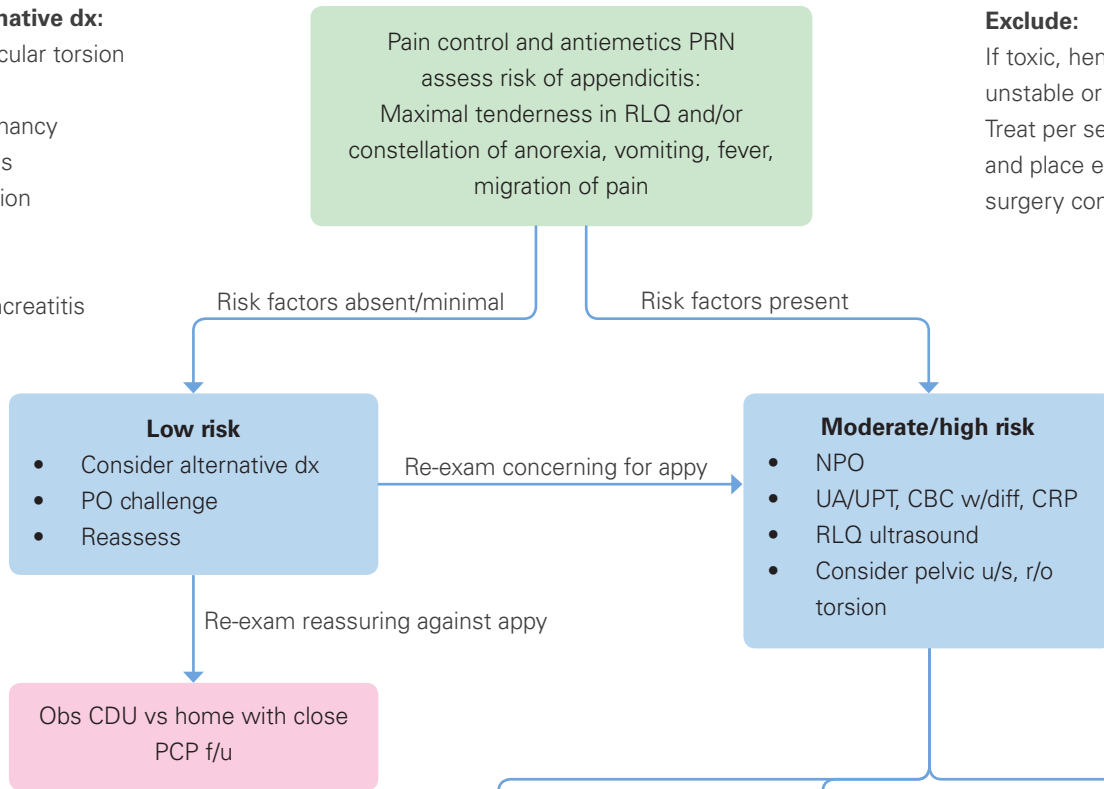 native dx:
cular torsion
nancy
s
ion
creatitis
Pain control and antiemetics PRN
assess risk of appendicitis:
Maximal tenderness in RLQ and/or
constellation of anorexia, vomiting, fever,
migration of pain
Exclude:
If toxic, hen
unstable or
Treat per se
and place e
surgery con
Risk factors absent/minimal
Risk factors present
Low risk
• Consider alternative dx
• PO challenge
• Reassess
Re-exam concerning for appy
Moderate/high risk
• NPO
• UA/UPT, CBC w/diff, CRP
• RLQ ultrasound
• Consider pelvic u/s, r/o
torsion
Re-exam reassuring against appy
Obs CDU vs home with close
PCP f/u